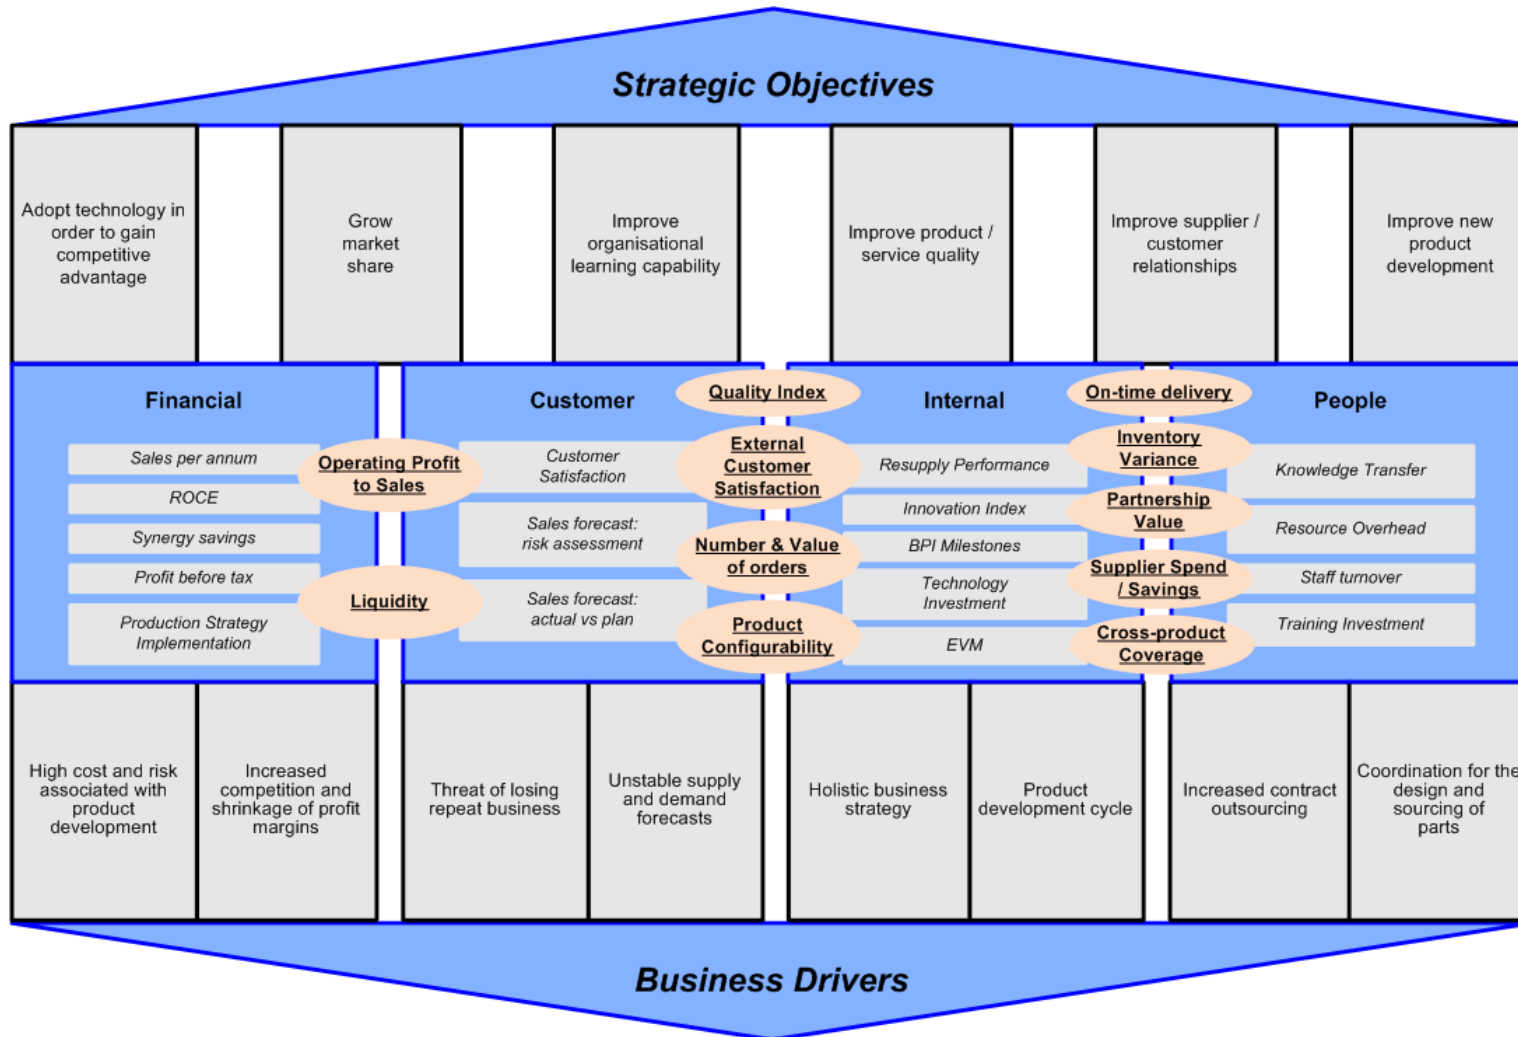 Strategic Objectives
Adopt technology in
order to gain
competitive
advantage
Grow
market
share
Improve
organisational
learning capability
Improve product /
service quality
Improve supplier /
customer
relationships
Improve new
product
development
Financial
Sales per annum
ROCE
Synergy savings
Profit before tax
Production Strategy
Implementation
Operating Profit
to Sales
Liquidity
Customer
Customer
Satisfaction
Sales forecast:
risk assessment
Sales forecast:
actual vs plan
Quality Index
External
Customer
Satisfaction
Number & Value
of orders
Product
Configurability
Internal
Resupply Performance
Innovation Index
BPI Milestones
Technology
Investment
EVM
On-time delivery
Inventory
Variance
Partnership
Value
Supplier Spend
/ Savings
Cross-product
Coverage
People
Knowledge Transfer
Resource Overhead
Staff turnover
Training Investment
High cost and risk
associated with
product
development
Increased
competition and
shrinkage of profit
margins
Threat of losing
repeat business
Unstable supply
and demand
forecasts
Holistic business
strategy
Product
development cycle
Increased contract
outsourcing
Coordination for the
design and
sourcing of
parts
Business Drivers